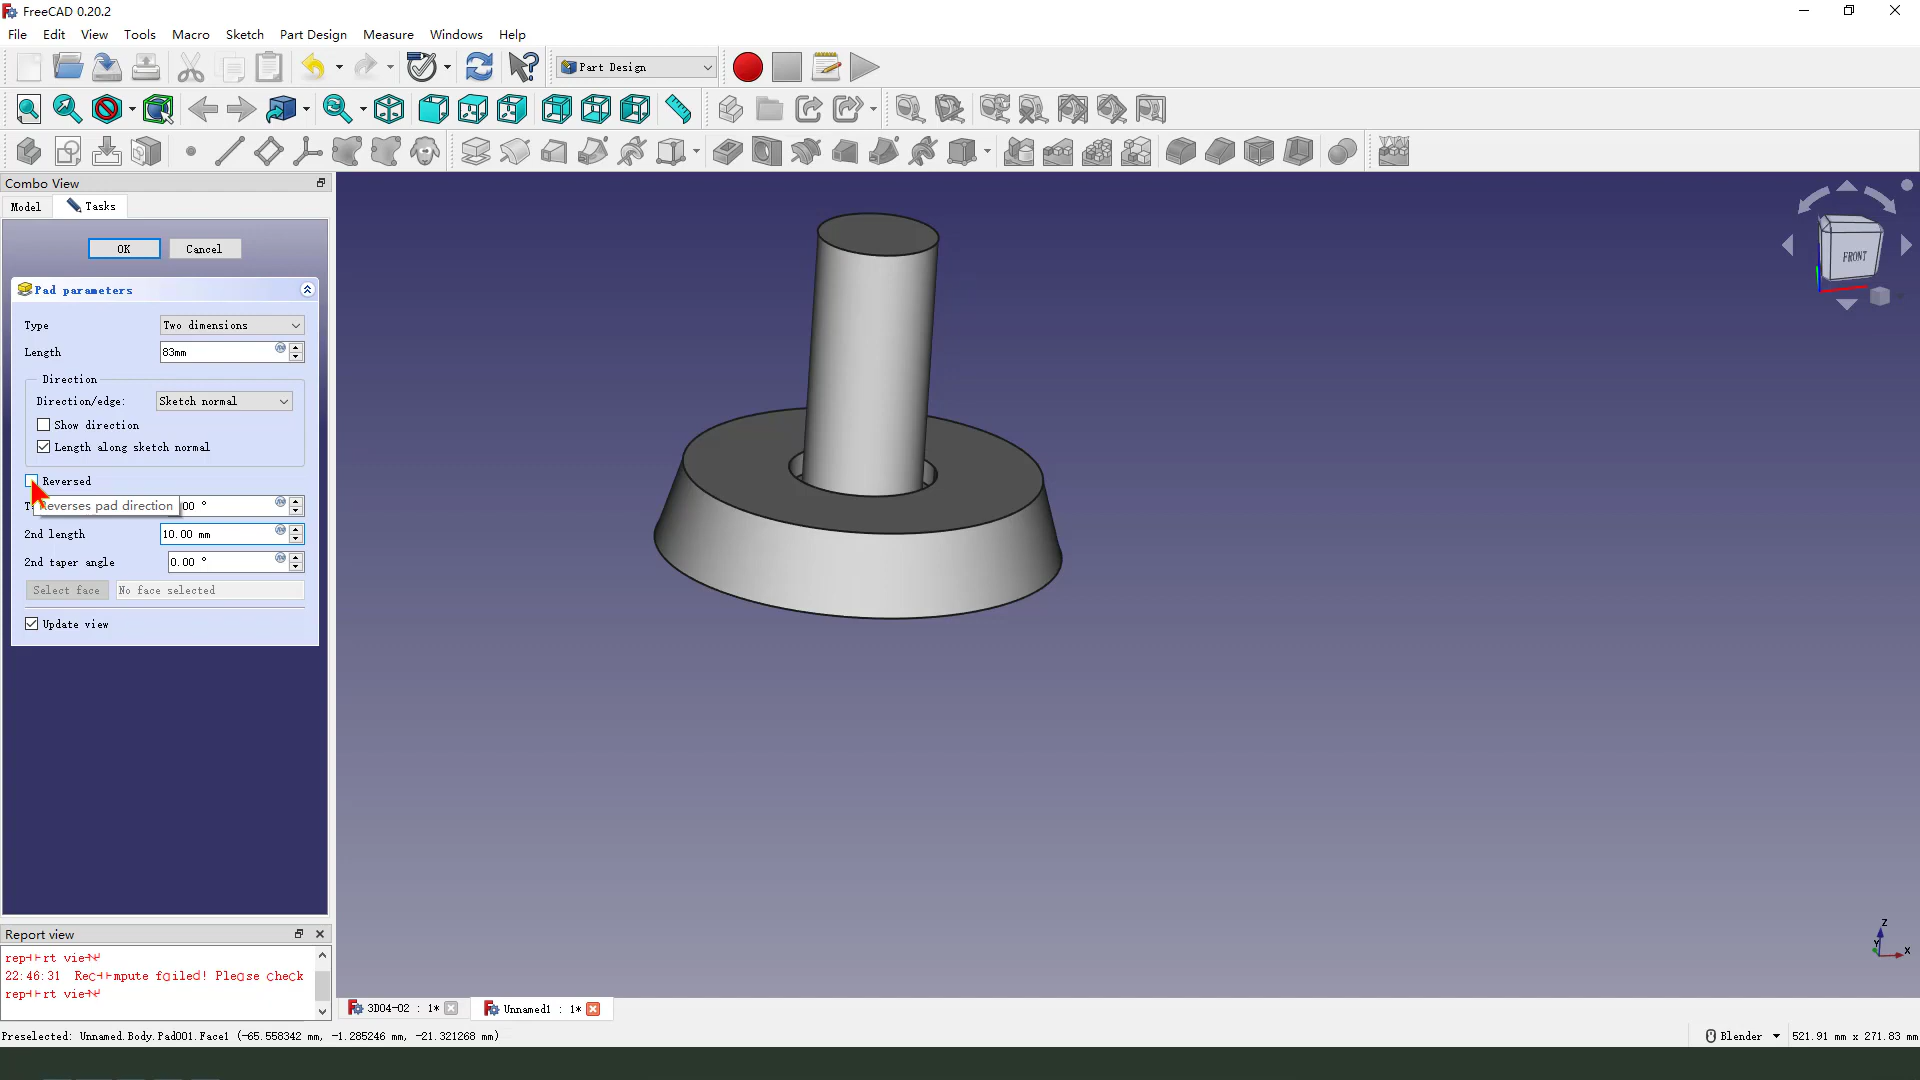 FreeCAD 0.20.2
File Edit View Tools Macro Sketch Part Design Measure Windows Help
Part Design
Combo View
Model Tasks
OK Cancel
Pad parameters
Type Two dimensions
Length 83mm
Direction
Direction/edge: Sketch normal
Show direction
Length along sketch normal
Reversed
Reverses pad direction
00 °
2nd length 10.00 mm
2nd taper angle 0.00 °
Select face No face selected
Update view
FRONT
Z
Y
X
Report view
22:46:31 failed! Please check
3D04-02 : 1* Unnamed1 : 1*
Preselected: Unnamed.Body.Pad001.Face1 (-65.558342 mm, -1.285246 mm, -21.321268 mm)
Blender 521.91 mm x 271.83 mm